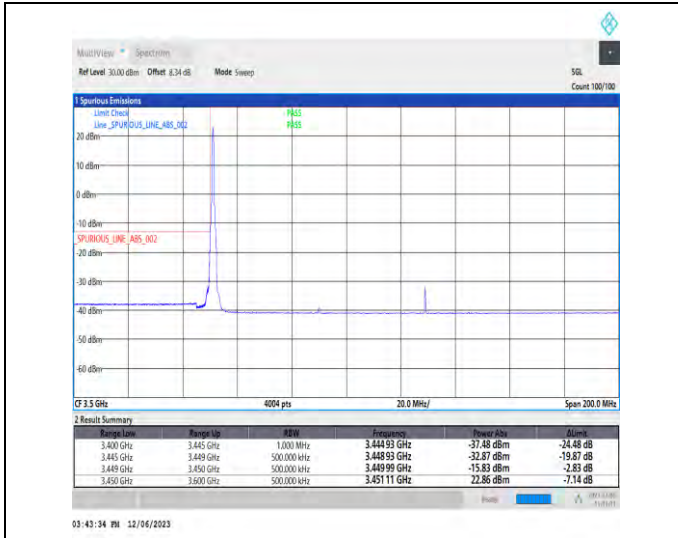 MultiView Spectrum
Ref Level 30.00 dBm Offset 8.34 dB Mode Sweep SGL
Count 100/100
1 Spurious Emissions
Limit Check PASS
Line _SPURIOUS_LINE_ABS_002 PASS
20 dBm
10 dBm
0 dBm
-10 dBm
_SPURIOUS_LINE_ABS_002
-20 dBm
-30 dBm
-40 dBm
-50 dBm
-60 dBm
CF 3.5 GHz 4004 pts 20.0 MHz/ Span 200.0 MHz
2 Result Summary
Range Low Range Up RBW Frequency Power Abs ΔLimit
3.400 GHz 3.445 GHz 1.000 MHz 3.444 93 GHz -37.48 dBm -24.48 dB
3.445 GHz 3.449 GHz 500.000 kHz 3.448 93 GHz -32.87 dBm -19.87 dB
3.449 GHz 3.450 GHz 500.000 kHz 3.449 99 GHz -15.83 dBm -2.83 dB
3.450 GHz 3.600 GHz 500.000 kHz 3.451 11 GHz 22.86 dBm -7.14 dB
03:43:34 PM 12/06/2023